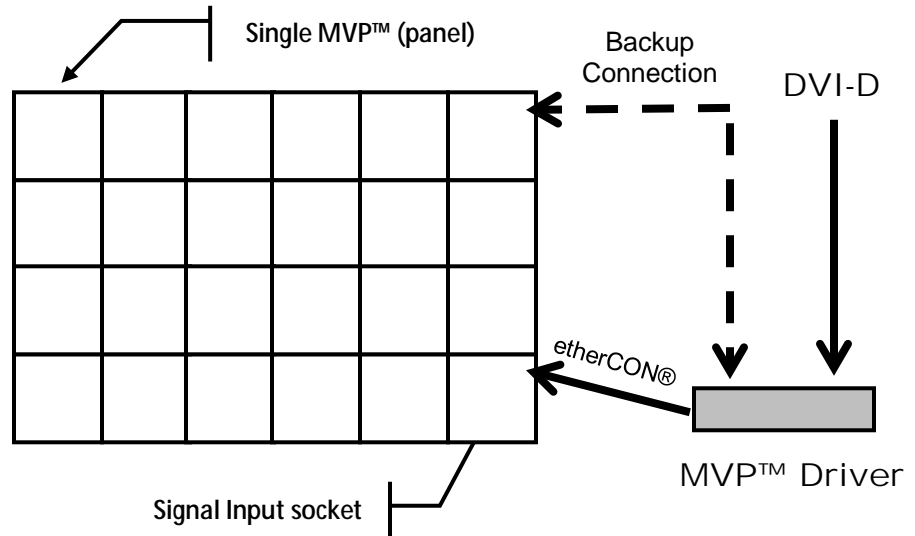 Single MVP™ (panel)
Backup
Connection
DVI-D
etherCON®
MVP™ Driver
Signal Input socket